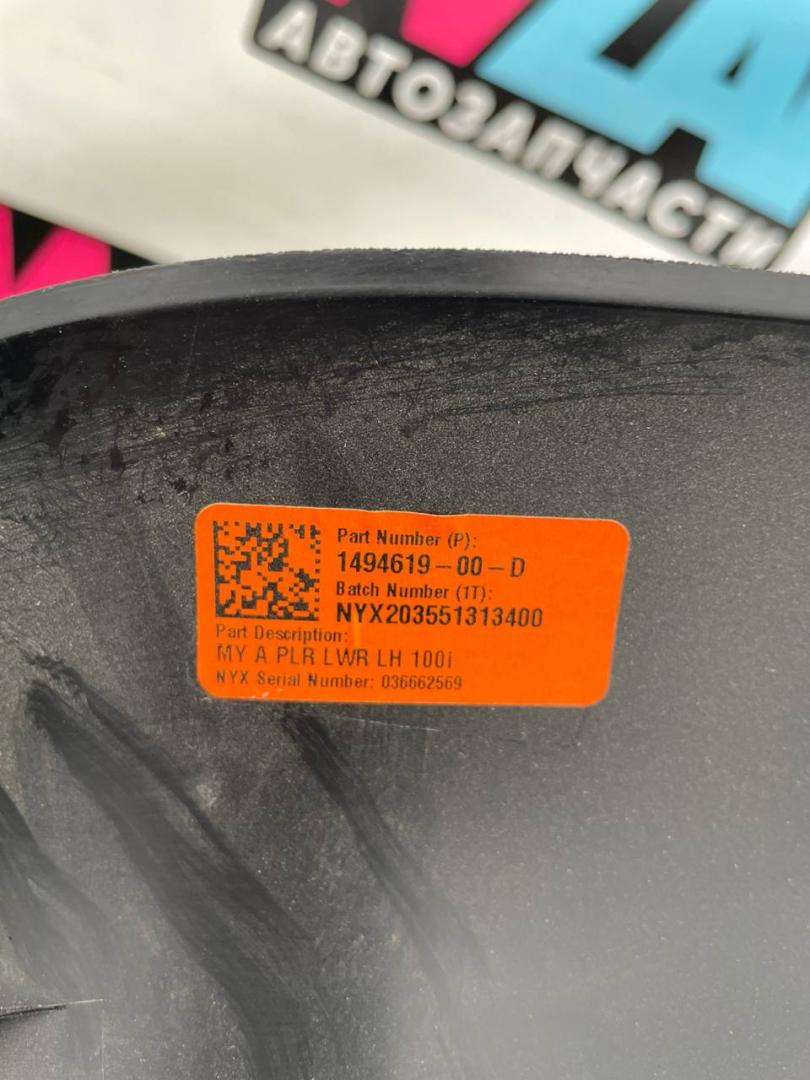 АВТОЗАПЧАСТИ
Part Number (P):
1494619-00-D
Batch Number (1T):
NYX203551313400
Part Description:
MY A PLR LWR LH 100i
NYX Serial Number: 036662569